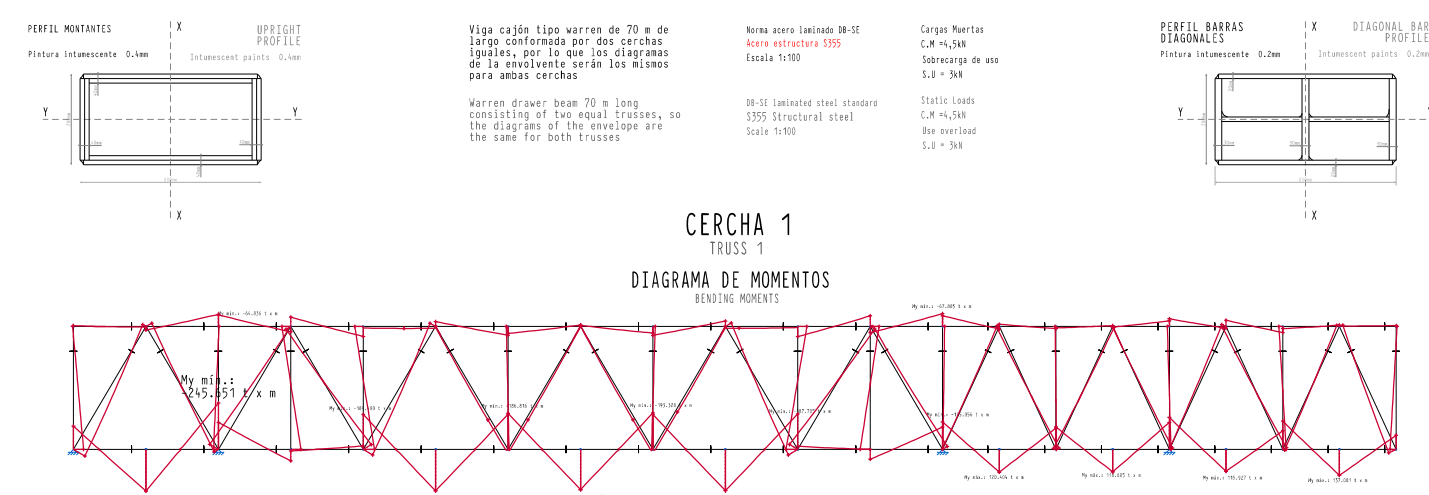 PERFIL MONTANTES
UPRIGHT
PROFILE
Pintura intumescente 0.4mm
Intumescent paints 0.4mm
X
Y
Y
X
Viga cajón tipo warren de 70 m de
largo conformada por dos cerchas
iguales, por lo que los diagramas
de la envolvente serán los mismos
para ambas cerchas
Warren drawer beam 70 m long
consisting of two equal trusses, so
the diagrams of the envelope are
the same for both trusses
Norma acero laminado DB-SE
Acero estructura S355
Escala 1:100
DB-SE laminated steel standard
S355 Structural steel
Scale 1:100
Cargas Muertas
C.M =4,5kN
Sobrecarga de uso
S.U = 3kN
Static Loads
C.M =4,5kN
Use overload
S.U = 3kN
PERFIL BARRAS
DIAGONALES
DIAGONAL BAR
PROFILE
Pintura intumescente 0.2mm
Intumescent paints 0.2mm
X
Y
X
CERCHA 1
TRUSS 1
DIAGRAMA DE MOMENTOS
BENDING MOMENTS
My mín.:
-245.651 t x m